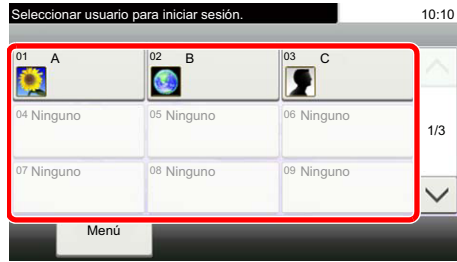 Seleccionar usuario para iniciar sesión. 10:10
01 A 02 B 03 C
04 Ninguno 05 Ninguno 06 Ninguno
1/3
07 Ninguno 08 Ninguno 09 Ninguno
Menú